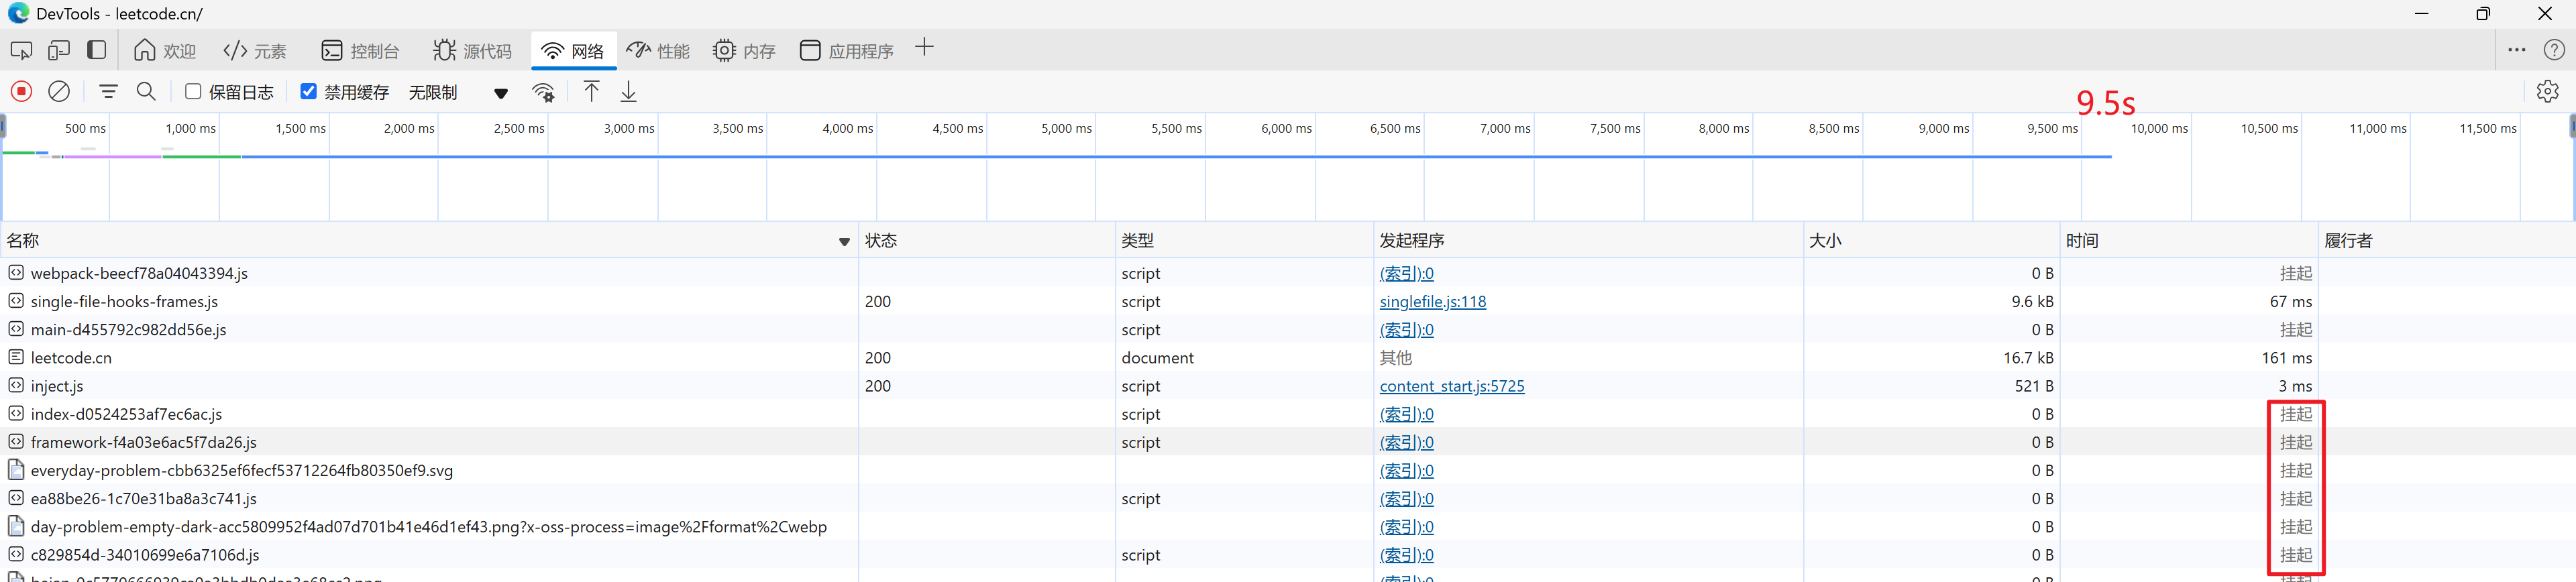 DevTools - leetcode.cn/
欢迎 </> 元素 控制台 源代码 网络 性能 内存 应用程序
保留日志 禁用缓存 无限制
9.5s
500 ms 1,000 ms 1,500 ms 2,000 ms 2,500 ms 3,000 ms 3,500 ms 4,000 ms 4,500 ms 5,000 ms 5,500 ms 6,000 ms 6,500 ms 7,000 ms 7,500 ms 8,000 ms 8,500 ms 9,000 ms 9,500 ms 10,000 ms 10,500 ms 11,000 ms 11,500 ms
名称 状态 类型 发起程序 大小 时间 履行者
webpack-beecf78a04043394.js script (索引):0 0 B 挂起
single-file-hooks-frames.js 200 script singlefile.js:118 9.6 kB 67 ms
main-d455792c982dd56e.js script (索引):0 0 B 挂起
leetcode.cn 200 document 其他 16.7 kB 161 ms
inject.js 200 script content_start.js:5725 521 B 3 ms
index-d0524253af7ec6ac.js script (索引):0 0 B 挂起
framework-f4a03e6ac5f7da26.js script (索引):0 0 B 挂起
everyday-problem-cbb6325ef6fecf53712264fb80350ef9.svg (索引):0 0 B 挂起
ea88be26-1c70e31ba8a3c741.js script (索引):0 0 B 挂起
day-problem-empty-dark-acc5809952f4ad07d701b41e46d1ef43.png?x-oss-process=image%2Fformat%2Cwebp (索引):0 0 B 挂起
c829854d-34010699e6a7106d.js script (索引):0 0 B 挂起
(索引):0 0 B 挂起